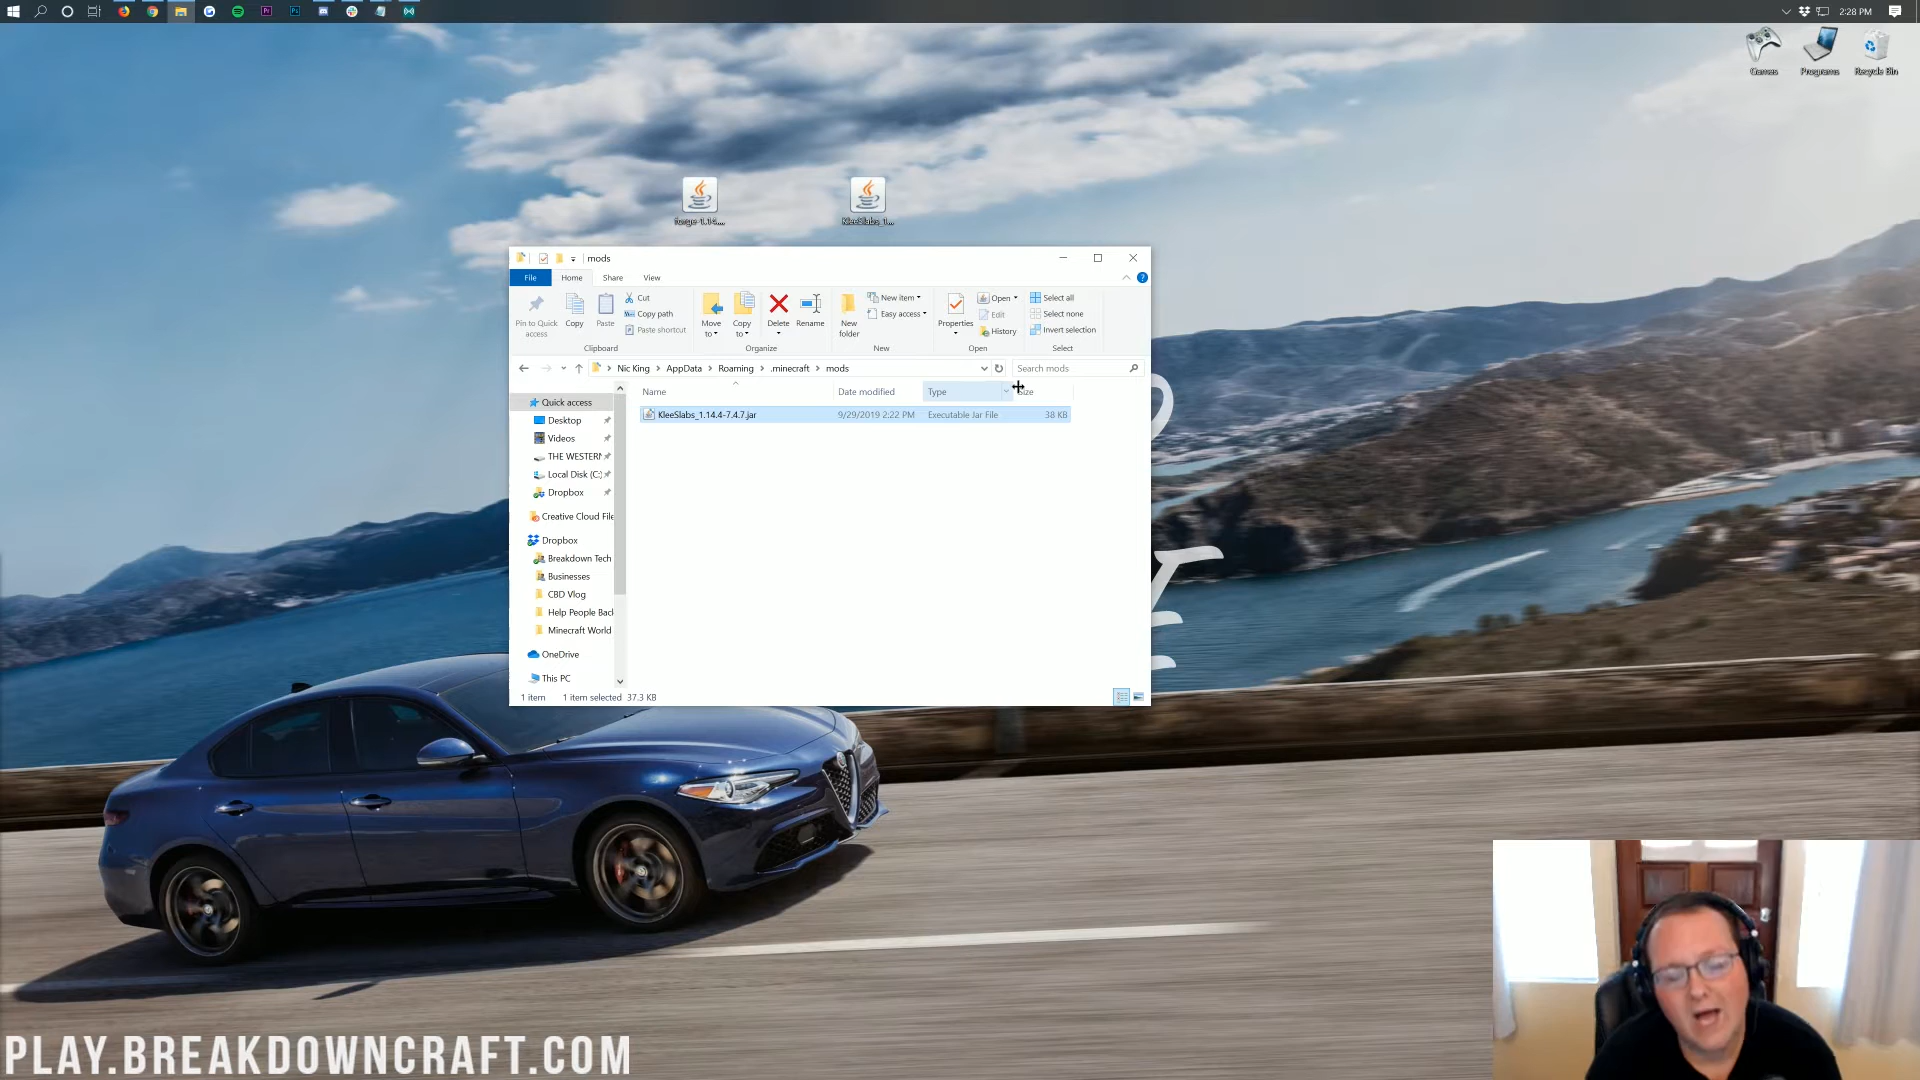 2:28 PM
Games
Programs
Recycle Bin
forge-1.14....
KleeSlabs_1...
mods
File
Home
Share
View
Pin to Quick access
Copy
Paste
Cut
Copy path
Paste shortcut
Clipboard
Move to
Copy to
Delete
Rename
Organize
New folder
New item
Easy access
New
Properties
Open
Edit
History
Open
Select all
Select none
Invert selection
Select
Nic King
AppData
Roaming
.minecraft
mods
Search mods
Name
Date modified
Type
Size
KleeSlabs_1.14.4-7.4.7.jar
9/29/2019 2:22 PM
Executable Jar File
38 KB
Quick access
Desktop
Videos
THE WESTERN
Local Disk (C:)
Dropbox
Creative Cloud File
Dropbox
Breakdown Tech
Businesses
CBD Vlog
Help People Bac
Minecraft World
OneDrive
This PC
1 item
1 item selected
37.3 KB
PLAY.BREAKDOWNCRAFT.COM